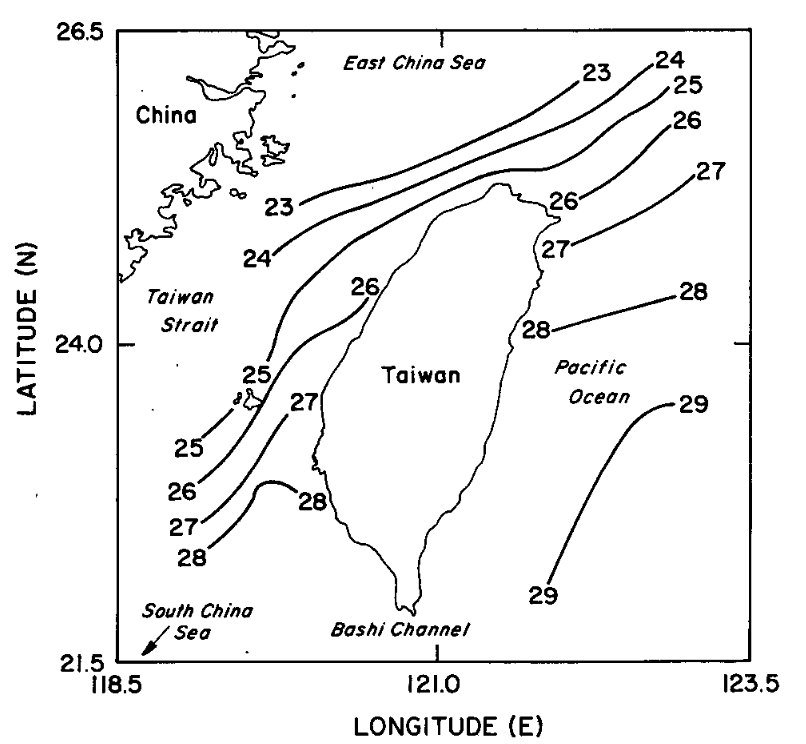 26.5
East China Sea
23
24
25
China
26
27
23
26
24
27
26
Taiwan
Strait
28
28
24.0
25
Taiwan
Pacific
Ocean
27
29
25
26
28
27
28
29
South China
Sea
Bashi Channel
21.5
118.5
121.0
123.5
LATITUDE (N)
LONGITUDE (E)